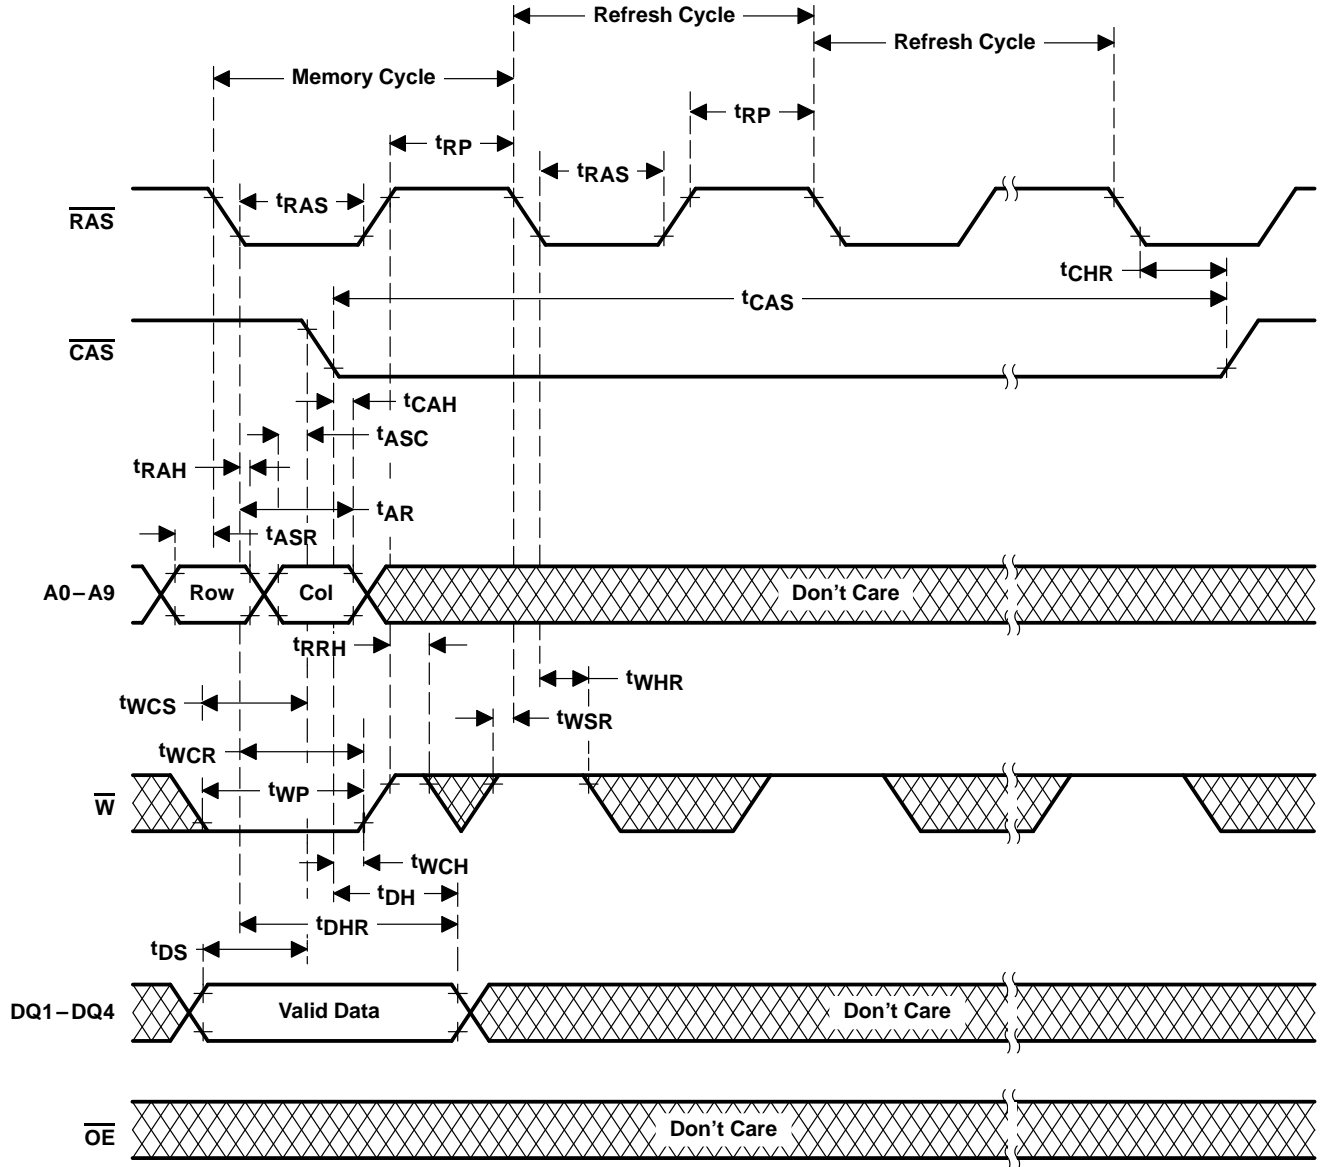 Refresh Cycle
Refresh Cycle
Memory Cycle
tRP
tRP
tRAS
tRAS
RAS
tCHR
tCAS
CAS
tCAH
tASC
tRAH
tAR
tASR
A0–A9
Row
Col
Don't Care
tRRH
tWHR
tWCS
tWSR
tWCR
tWP
W
tWCH
tDH
tDHR
tDS
DQ1–DQ4
Valid Data
Don't Care
OE
Don't Care